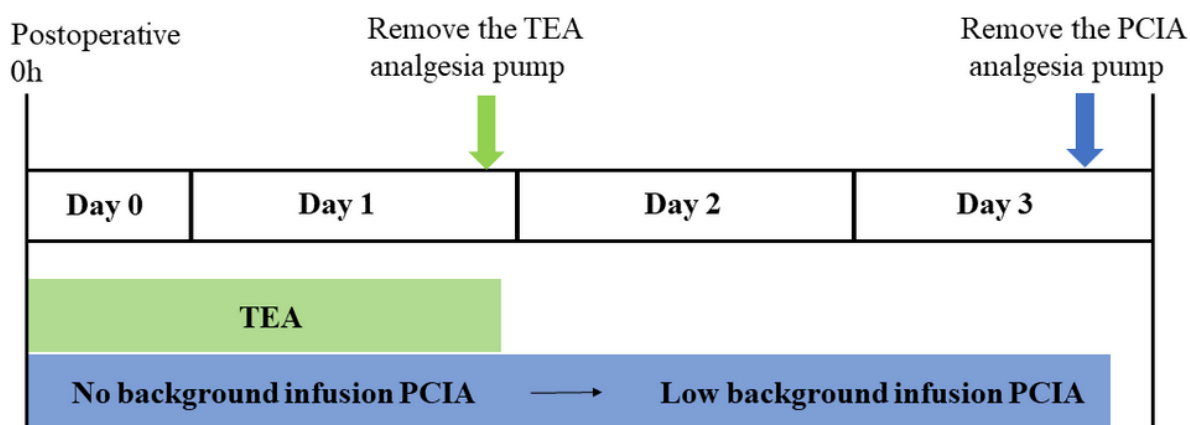 Postoperative
0h
Remove the TEA
analgesia pump
Remove the PCIA
analgesia pump
Day 0
Day 1
Day 2
Day 3
TEA
No background infusion PCIA
Low background infusion PCIA